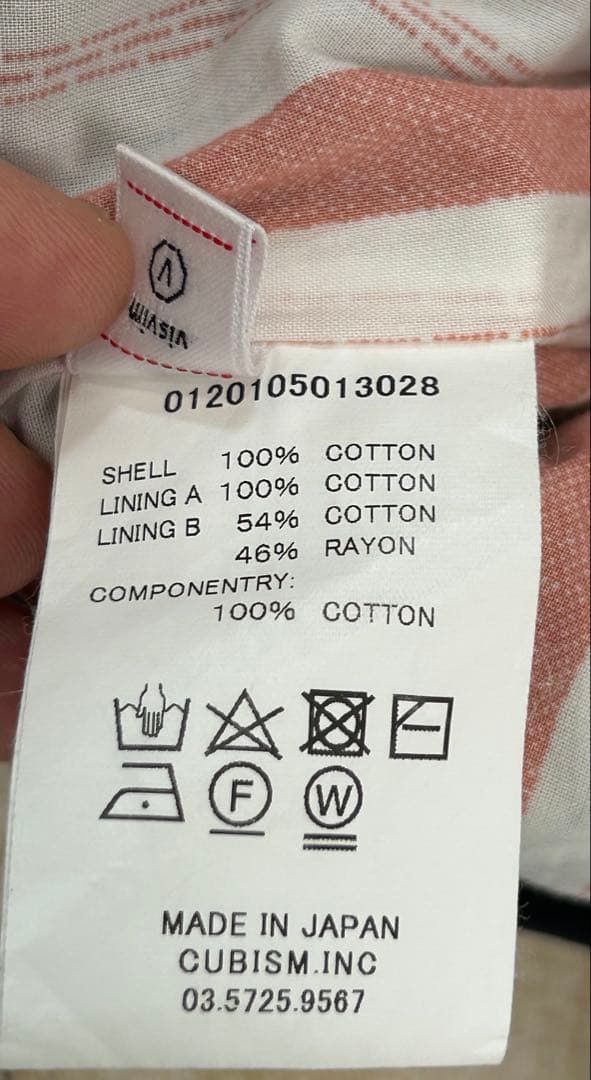 visvim
0120105013028
SHELL 100% COTTON
LINING A 100% COTTON
LINING B 54% COTTON
46% RAYON
COMPONENTRY:
100% COTTON
F W
MADE IN JAPAN
CUBISM.INC
03.5725.9567